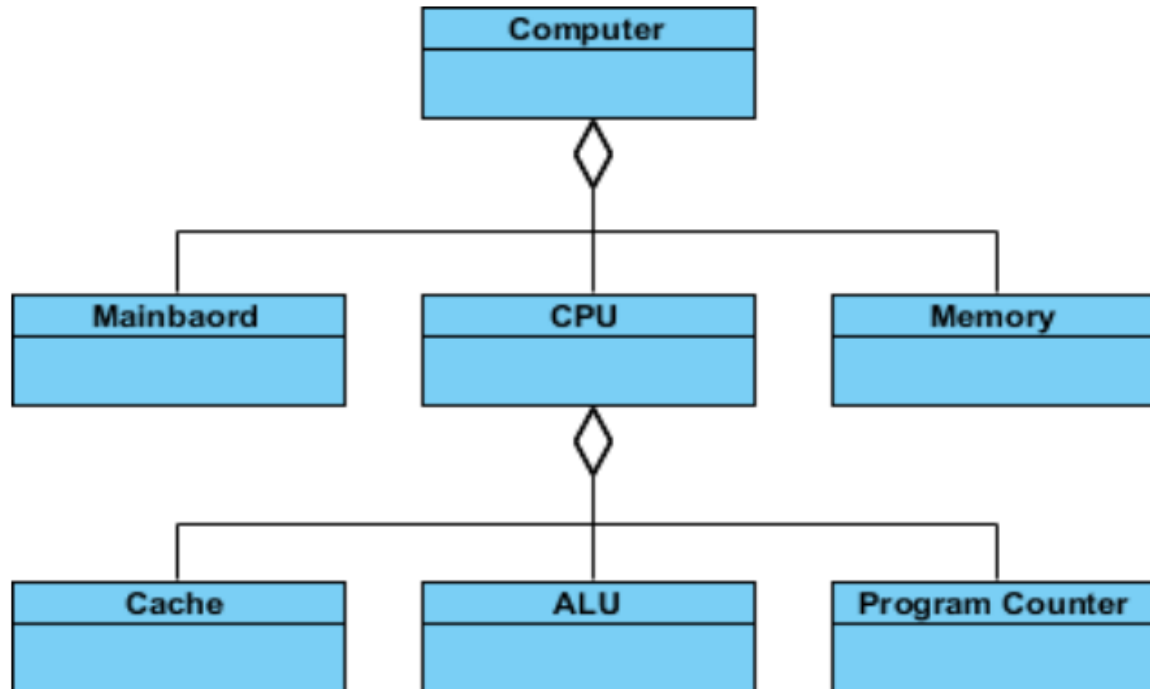 Computer
Mainbaord
CPU
Memory
Cache
ALU
Program Counter